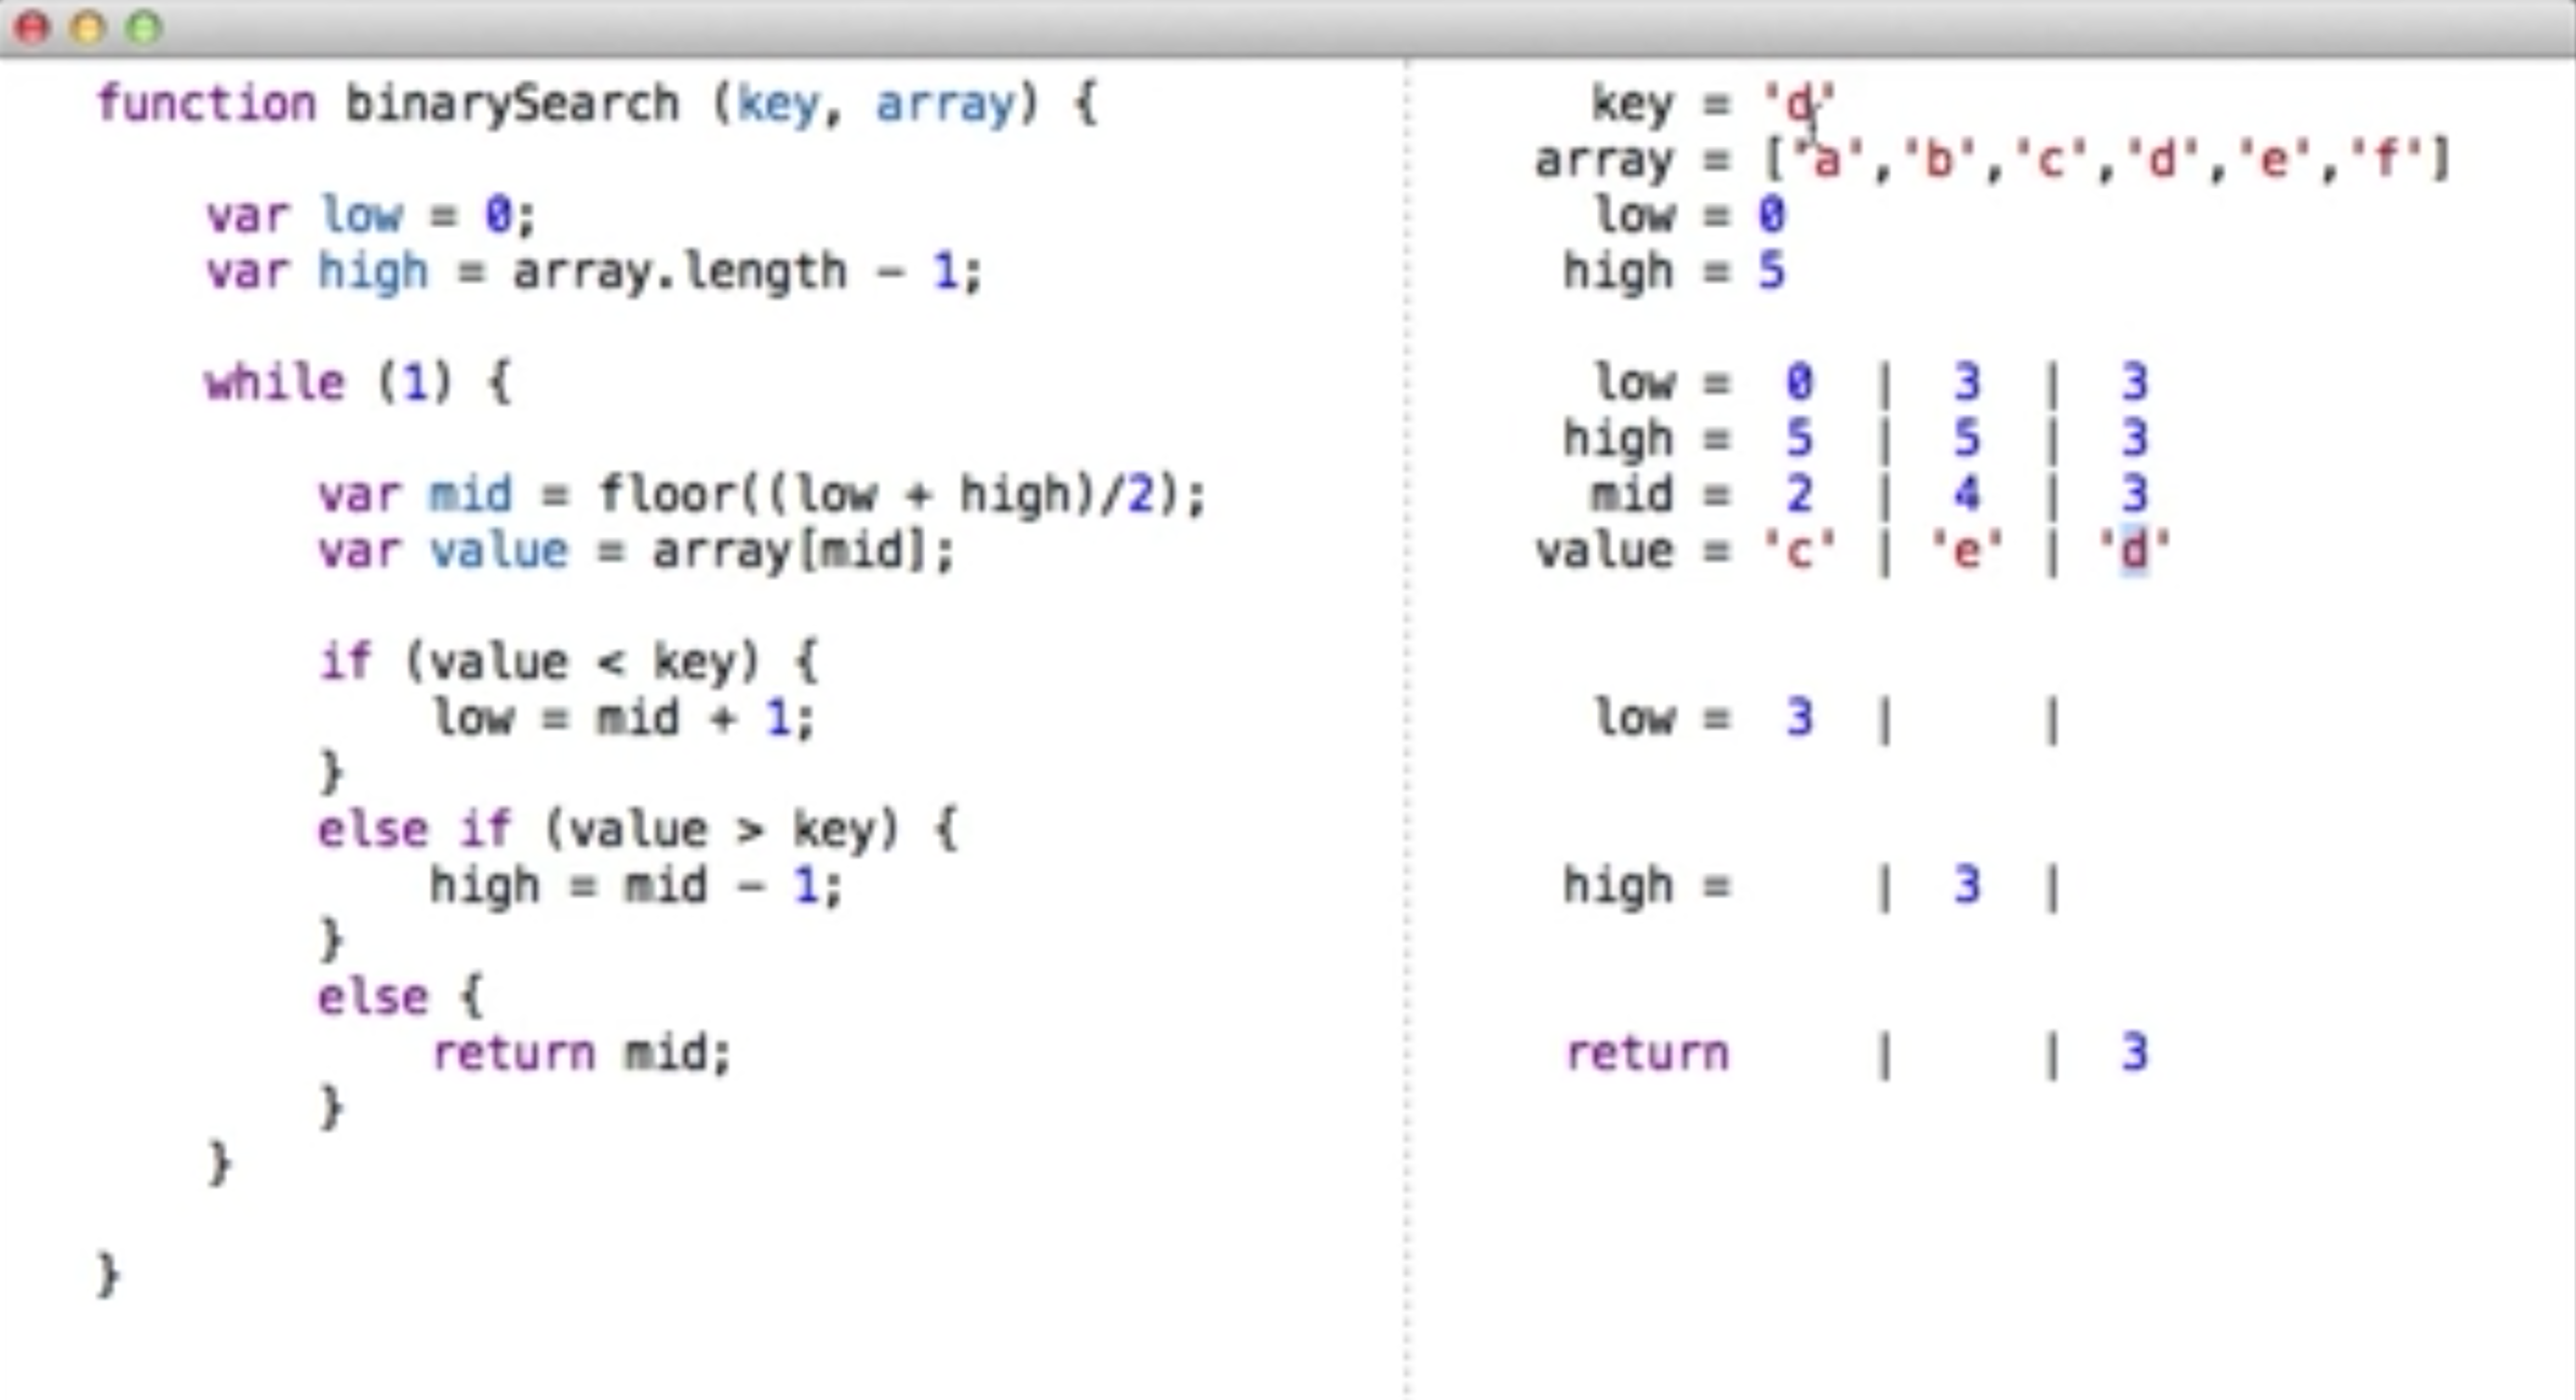 function binarySearch (key, array) {
var low = 0;
var high = array.length - 1;
while (1) {
var mid = floor((low + high)/2);
var value = array[mid];
if (value < key) {
low = mid + 1;
}
else if (value > key) {
high = mid - 1;
}
else {
return mid;
}
}
}
key = 'd'
array = ['a','b','c','d','e','f']
low = 0
high = 5
low = 0 | 3 | 3
high = 5 | 5 | 3
mid = 2 | 4 | 3
value = 'c' | 'e' | 'd'
low = 3 | |
high = | 3 |
return | | 3